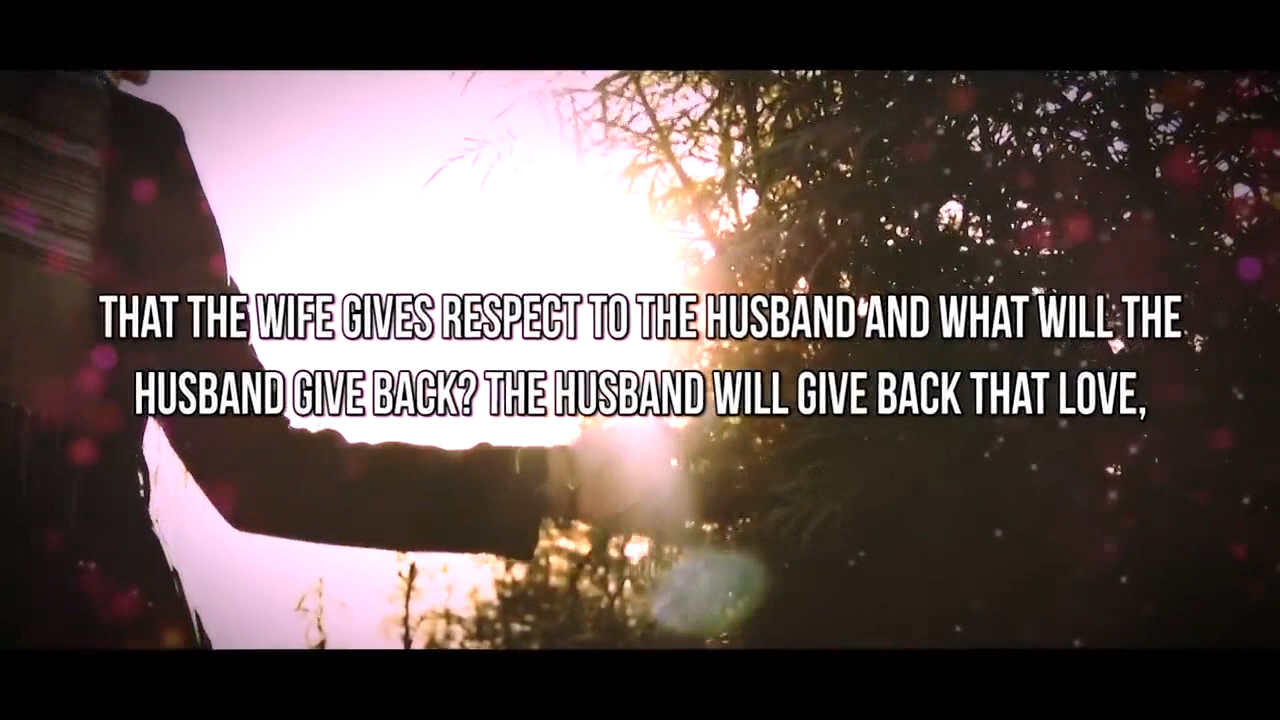 THAT THE WIFE GIVES RESPECT TO THE HUSBAND AND WHAT WILL THE
HUSBAND GIVE BACK? THE HUSBAND WILL GIVE BACK THAT LOVE,